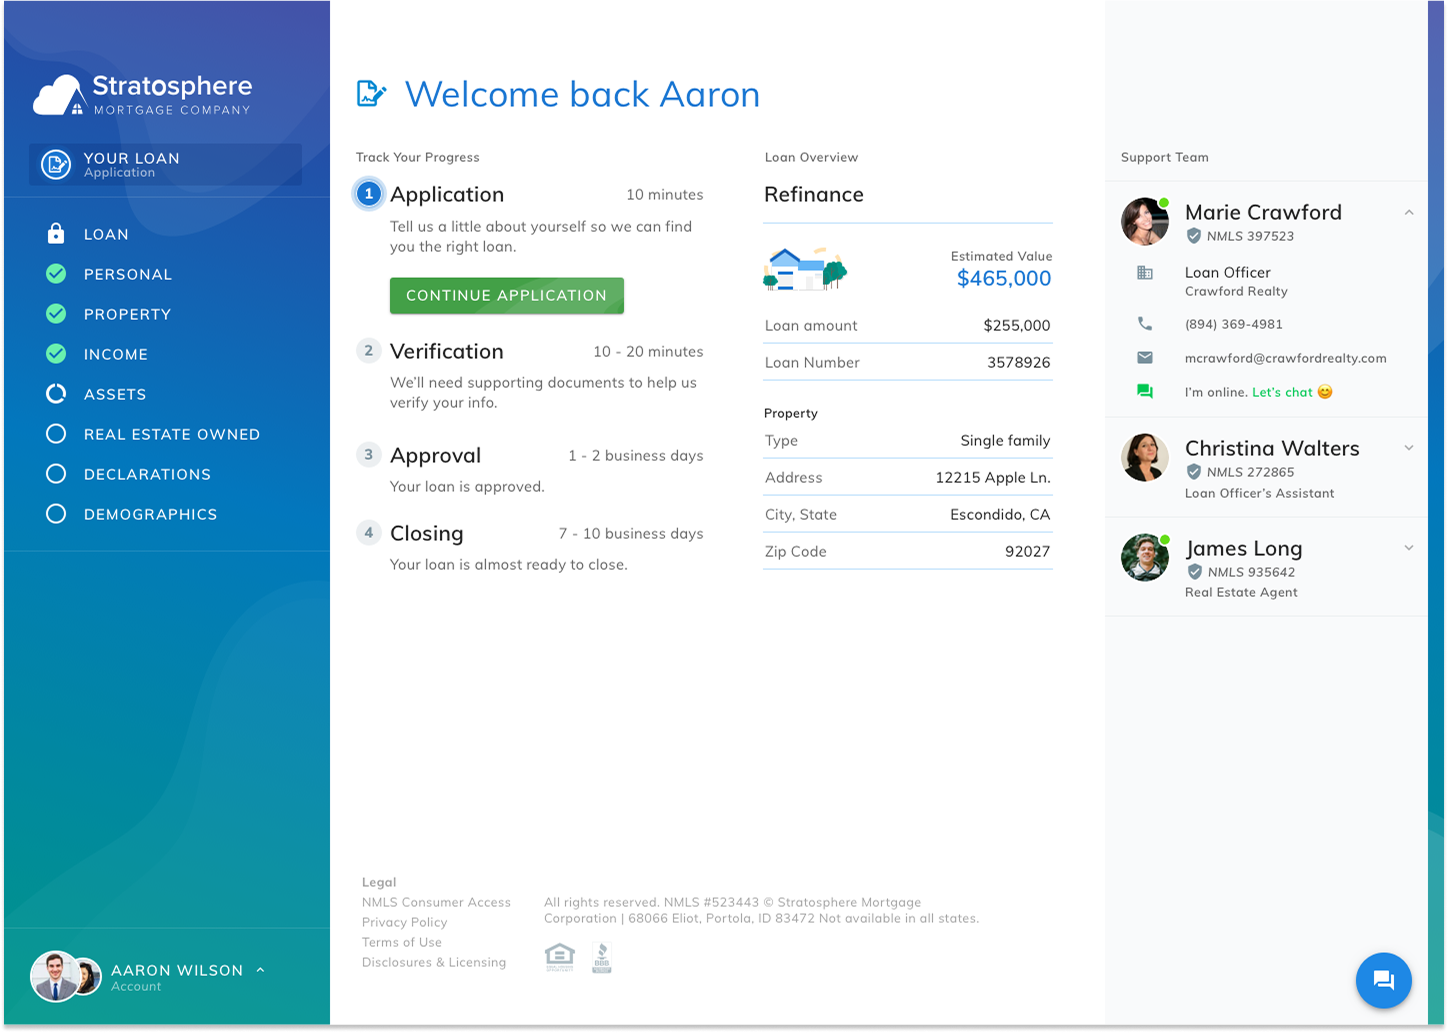 Stratosphere
MORTGAGE COMPANY
YOUR LOAN
Application
LOAN
PERSONAL
PROPERTY
INCOME
ASSETS
REAL ESTATE OWNED
DECLARATIONS
DEMOGRAPHICS
AARON WILSON
Account
Welcome back Aaron
Track Your Progress
1 Application 10 minutes
Tell us a little about yourself so we can find
you the right loan.
CONTINUE APPLICATION
2 Verification 10 - 20 minutes
We'll need supporting documents to help us
verify your info.
3 Approval 1 - 2 business days
Your loan is approved.
4 Closing 7 - 10 business days
Your loan is almost ready to close.
Loan Overview
Refinance
Estimated Value
$465,000
Loan amount $255,000
Loan Number 3578926
Property
Type Single family
Address 12215 Apple Ln.
City, State Escondido, CA
Zip Code 92027
Support Team
Marie Crawford
NMLS 397523
Loan Officer
Crawford Realty
(894) 369-4981
mcrawford@crawfordrealty.com
I'm online. Let's chat 😊
Christina Walters
NMLS 272865
Loan Officer's Assistant
James Long
NMLS 935642
Real Estate Agent
Legal
NMLS Consumer Access
Privacy Policy
Terms of Use
Disclosures & Licensing
All rights reserved. NMLS #523443 © Stratosphere Mortgage
Corporation | 68066 Eliot, Portola, ID 83472 Not available in all states.
BBB